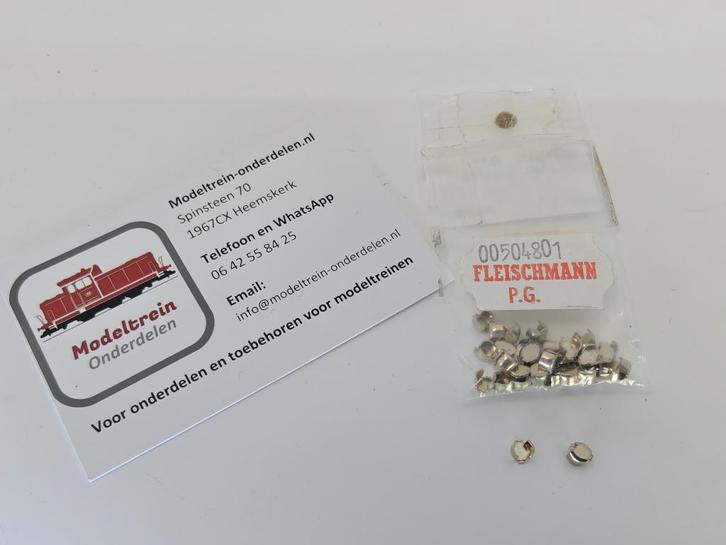 Modeltrein-onderdelen.nl
Spinsteen 70
1967CX Heemskerk
Telefoon en WhatsApp
06 42 55 84 25
Email:
info@modeltrein-onderdelen.nl
Modeltrein
Onderdelen
Voor onderdelen en toebehoren voor modeltreinen
00504801
FLEISCHMANN
P.G.